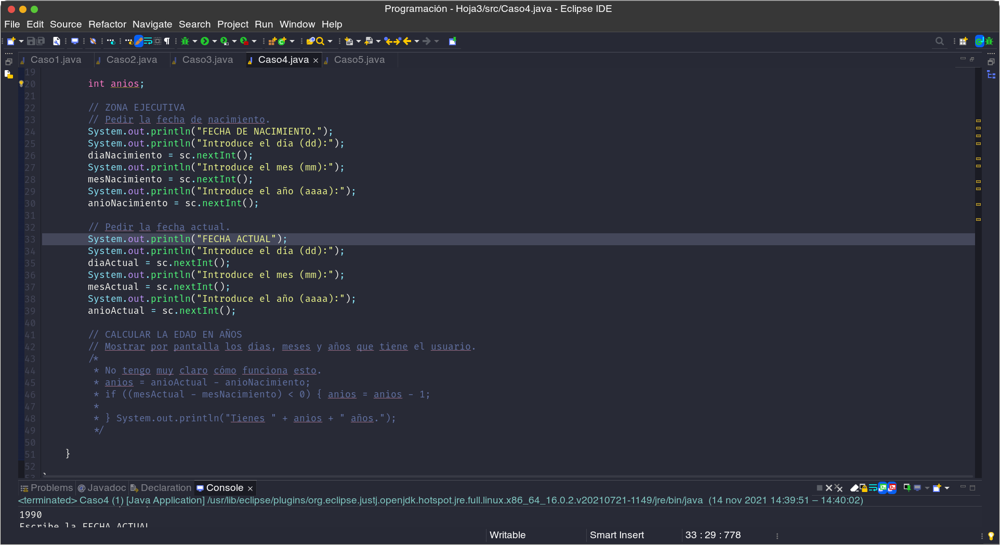 Programación - Hoja3/src/Caso4.java - Eclipse IDE
File Edit Source Refactor Navigate Search Project Run Window Help
Caso1.java Caso2.java Caso3.java Caso4.java Caso5.java
19
20 int anios;
21
22 // ZONA EJECUTIVA
23 // Pedir la fecha de nacimiento.
24 System.out.println("FECHA DE NACIMIENTO.");
25 System.out.println("Introduce el día (dd):");
26 diaNacimiento = sc.nextInt();
27 System.out.println("Introduce el mes (mm):");
28 mesNacimiento = sc.nextInt();
29 System.out.println("Introduce el año (aaaa):");
30 anioNacimiento = sc.nextInt();
31
32 // Pedir la fecha actual.
33 System.out.println("FECHA ACTUAL");
34 System.out.println("Introduce el día (dd):");
35 diaActual = sc.nextInt();
36 System.out.println("Introduce el mes (mm):");
37 mesActual = sc.nextInt();
38 System.out.println("Introduce el año (aaaa):");
39 anioActual = sc.nextInt();
40
41 // CALCULAR LA EDAD EN AÑOS
42 // Mostrar por pantalla los días, meses y años que tiene el usuario.
43 /*
44 * No tengo muy claro cómo funciona esto.
45 * anios = anioActual - anioNacimiento;
46 * if ((mesActual - mesNacimiento) < 0) { anios = anios - 1;
47 *
48 * } System.out.println("Tienes " + anios + " años.");
49 */
50
51 }
52
53 }
Problems Javadoc Declaration Console
<terminated> Caso4 (1) [Java Application] /usr/lib/eclipse/plugins/org.eclipse.justj.openjdk.hotspot.jre.full.linux.x86_64_16.0.2.v20210721-1149/jre/bin/java (14 nov 2021 14:39:51 – 14:40:02)
1990
Escribe la FECHA ACTUAL
Writable Smart Insert 33 : 29 : 778